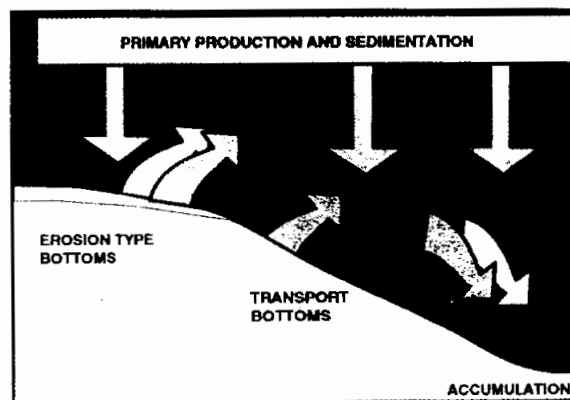 PRIMARY PRODUCTION AND SEDIMENTATION
EROSION TYPE
BOTTOMS
TRANSPORT
BOTTOMS
ACCUMULATION